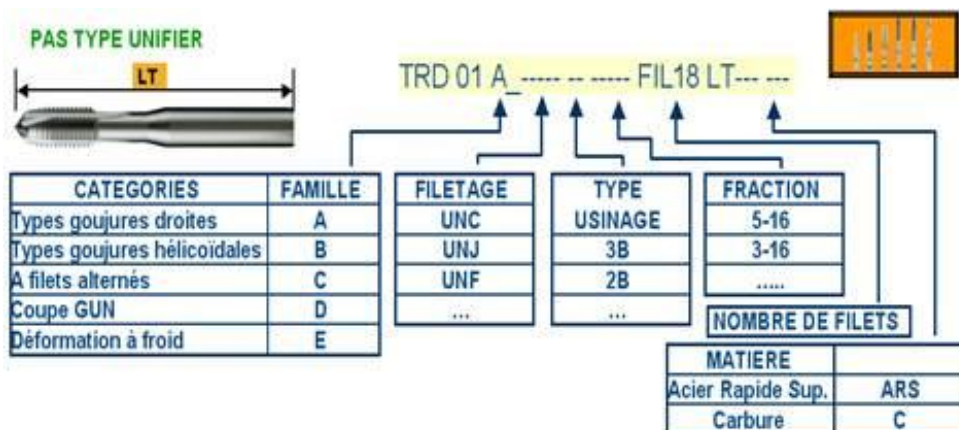 PAS TYPE UNIFIER
LT
TRD 01 A_----- -- ----- FIL18 LT--- ---
CATEGORIES FAMILLE
Types goujures droites A
Types goujures hélicoïdales B
A filets alternés C
Coupe GUN D
Déformation à froid E
FILETAGE
UNC
UNJ
UNF
...
TYPE
USINAGE
3B
2B
...
FRACTION
5-16
3-16
.....
NOMBRE DE FILETS
MATIERE
Acier Rapide Sup. ARS
Carbure C